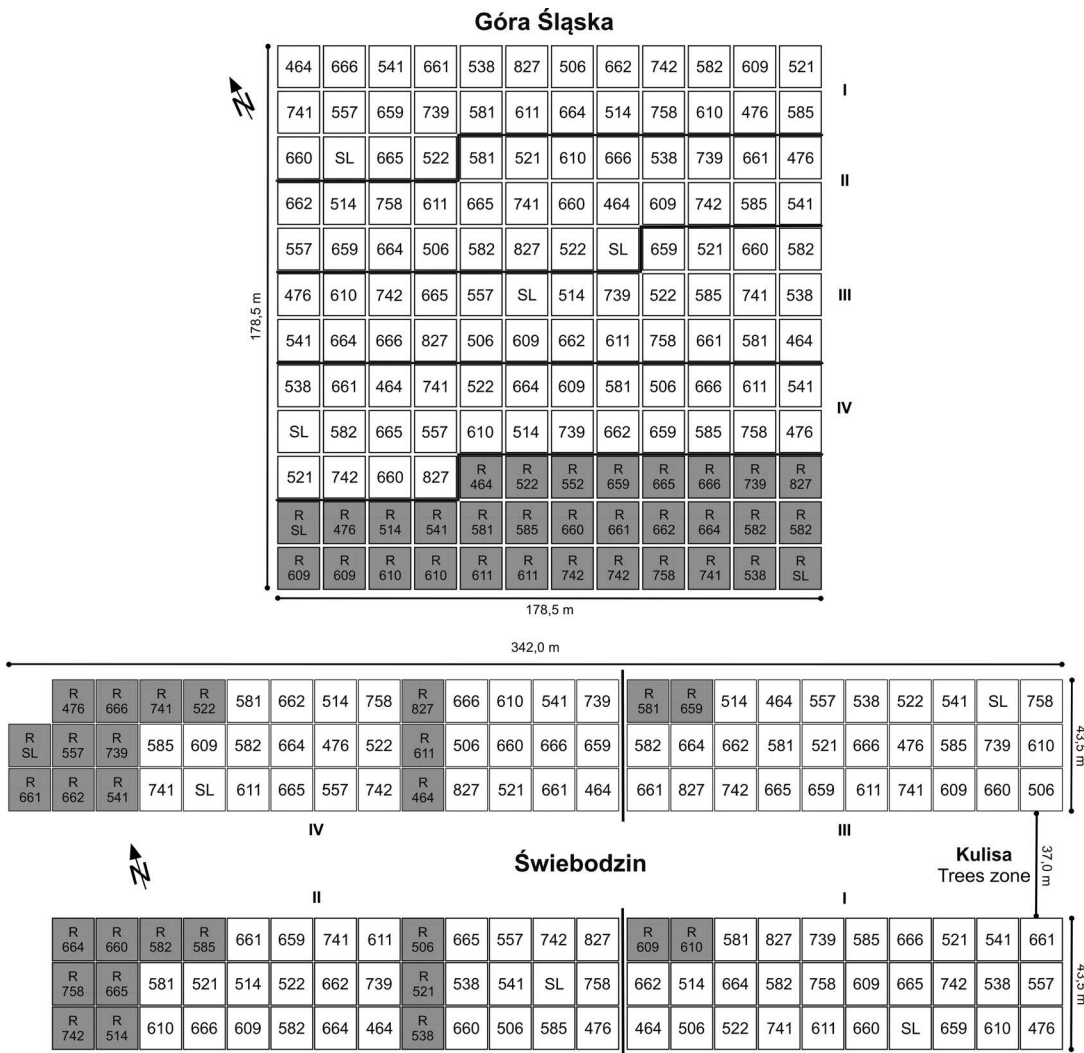 Góra Śląska
464 666 541 661 538 827 506 662 742 582 609 521
I
741 557 659 739 581 611 664 514 758 610 476 585
660 SL 665 522 581 521 610 666 538 739 661 476
II
662 514 758 611 665 741 660 464 609 742 585 541
557 659 664 506 582 827 522 SL 659 521 660 582
476 610 742 665 557 SL 514 739 522 585 741 538
III
541 664 666 827 506 609 662 611 758 661 581 464
538 661 464 741 522 664 609 581 506 666 611 541
IV
SL 582 665 557 610 514 739 662 659 585 758 476
521 742 660 827 R 464 R 522 R 552 R 659 R 665 R 666 R 739 R 827
R SL R 476 R 514 R 541 R 581 R 585 R 660 R 661 R 662 R 664 R 582 R 582
R 609 R 609 R 610 R 610 R 611 R 611 R 742 R 742 R 758 R 741 R 538 R SL
N
178,5 m
178,5 m
342,0 m
R 476 R 666 R 741 R 522 581 662 514 758 R 827 666 610 541 739 R 581 R 659 514 464 557 538 522 541 SL 758
R SL R 557 R 739 585 609 582 664 476 522 R 611 506 660 666 659 582 664 662 581 521 666 476 585 739 610
R 661 R 662 R 541 741 SL 611 665 557 742 R 464 827 521 661 464 661 827 742 665 659 611 741 609 660 506
43,5 m
IV
III
N
Świebodzin
Kulisa
Trees zone
37,0 m
II
I
R 664 R 660 R 582 R 585 661 659 741 611 R 506 665 557 742 827 R 609 R 610 581 827 739 585 666 521 541 661
R 758 R 665 581 521 514 522 662 739 R 521 538 541 SL 758 662 514 664 582 758 609 665 742 538 557
R 742 R 514 610 666 609 582 664 464 R 538 660 506 585 476 464 506 522 741 611 660 SL 659 610 476
43,5 m